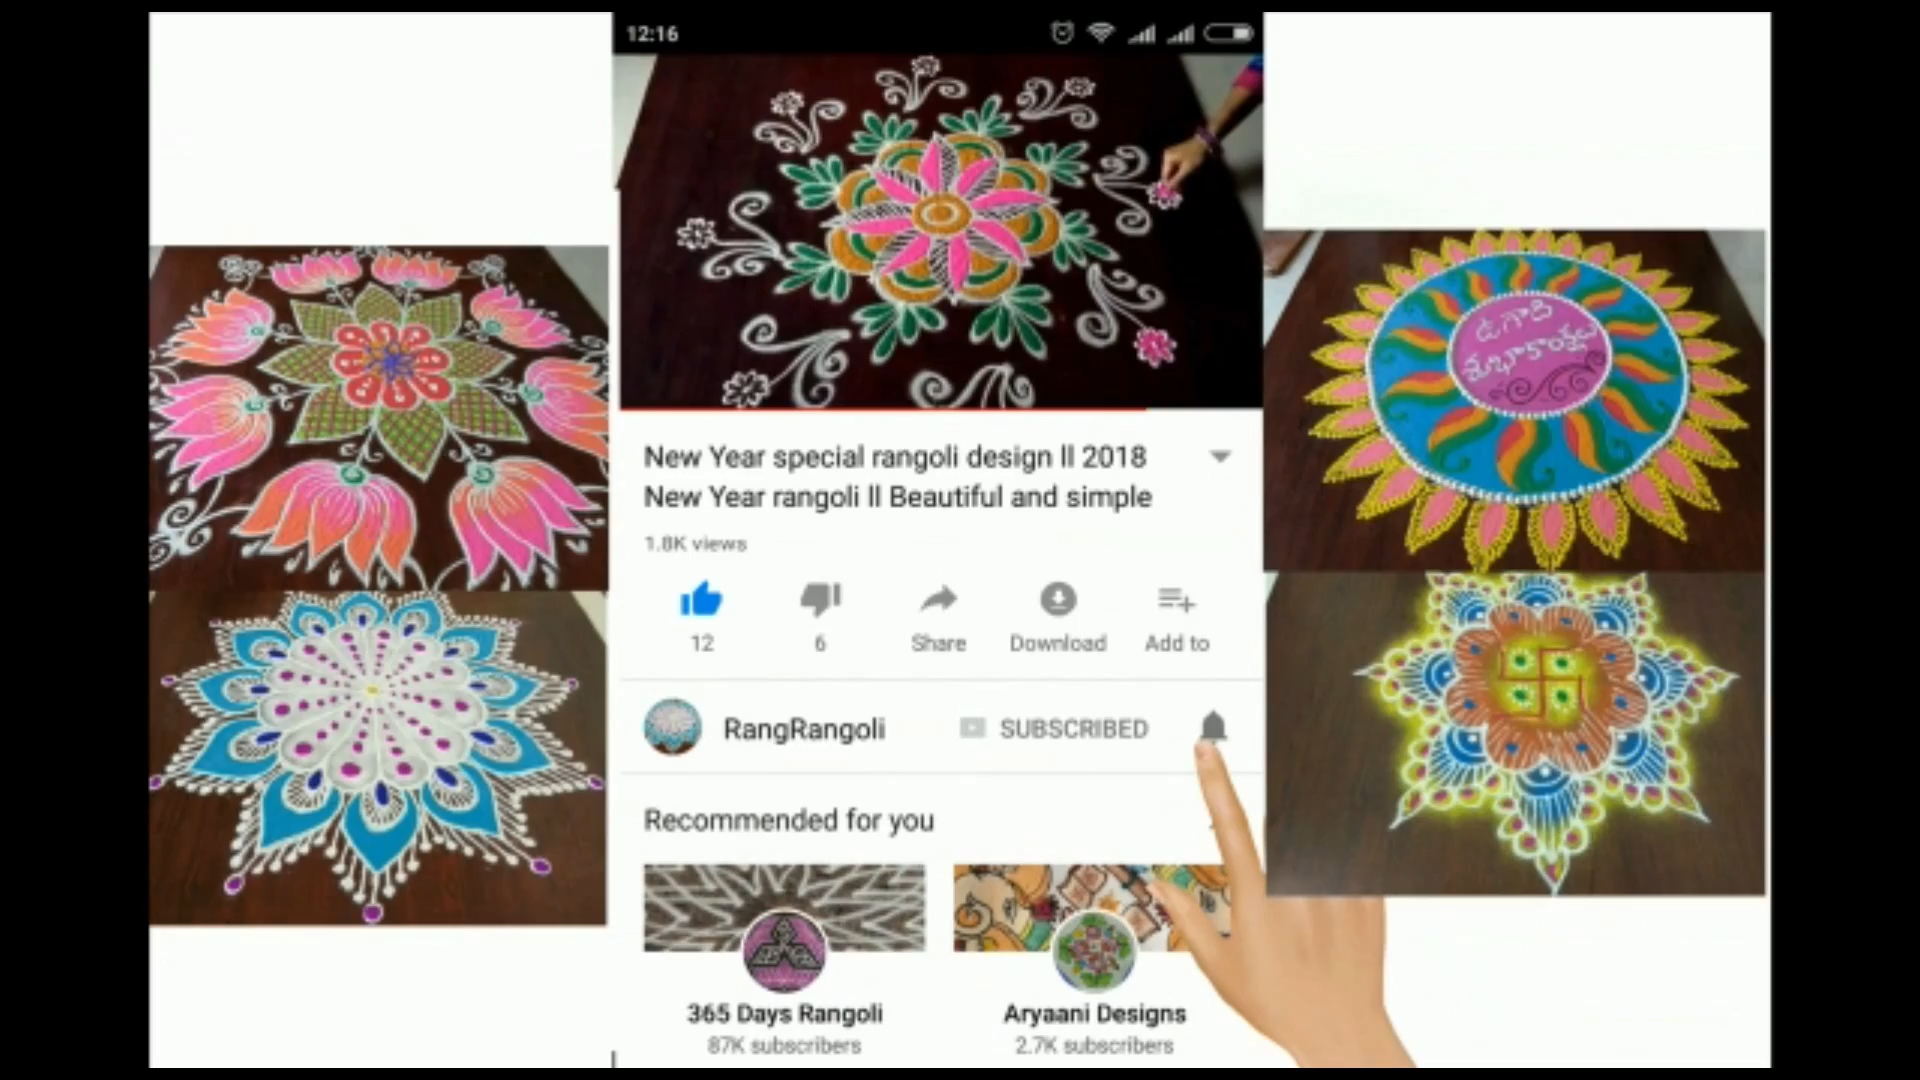 12:16
ఉగాది
శుభాకాంక్షలు
New Year special rangoli design ll 2018
New Year rangoli ll Beautiful and simple
1.8K views
12
6
Share
Download
Add to
RangRangoli
SUBSCRIBED
Recommended for you
365 Days Rangoli
Aryaani Designs
87K subscribers
2.7K subscribers